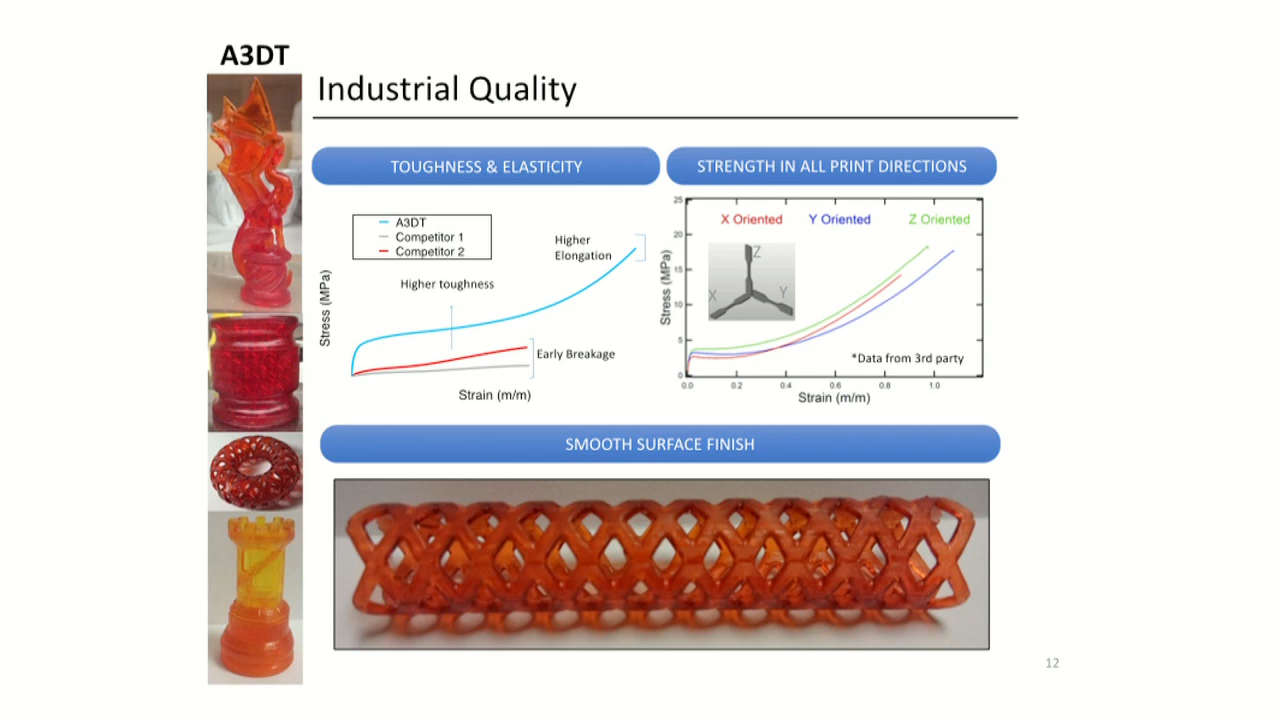 A3DT
Industrial Quality
TOUGHNESS & ELASTICITY
A3DT
Competitor 1
Competitor 2
Higher
Elongation
Higher toughness
Early Breakage
Stress (MPa)
Strain (m/m)
STRENGTH IN ALL PRINT DIRECTIONS
25
20
15
10
5
0
X Oriented Y Oriented Z Oriented
Z
X
Y
*Data from 3rd party
Stress (MPa)
0.0 0.2 0.4 0.6 0.8 1.0
Strain (m/m)
SMOOTH SURFACE FINISH
12